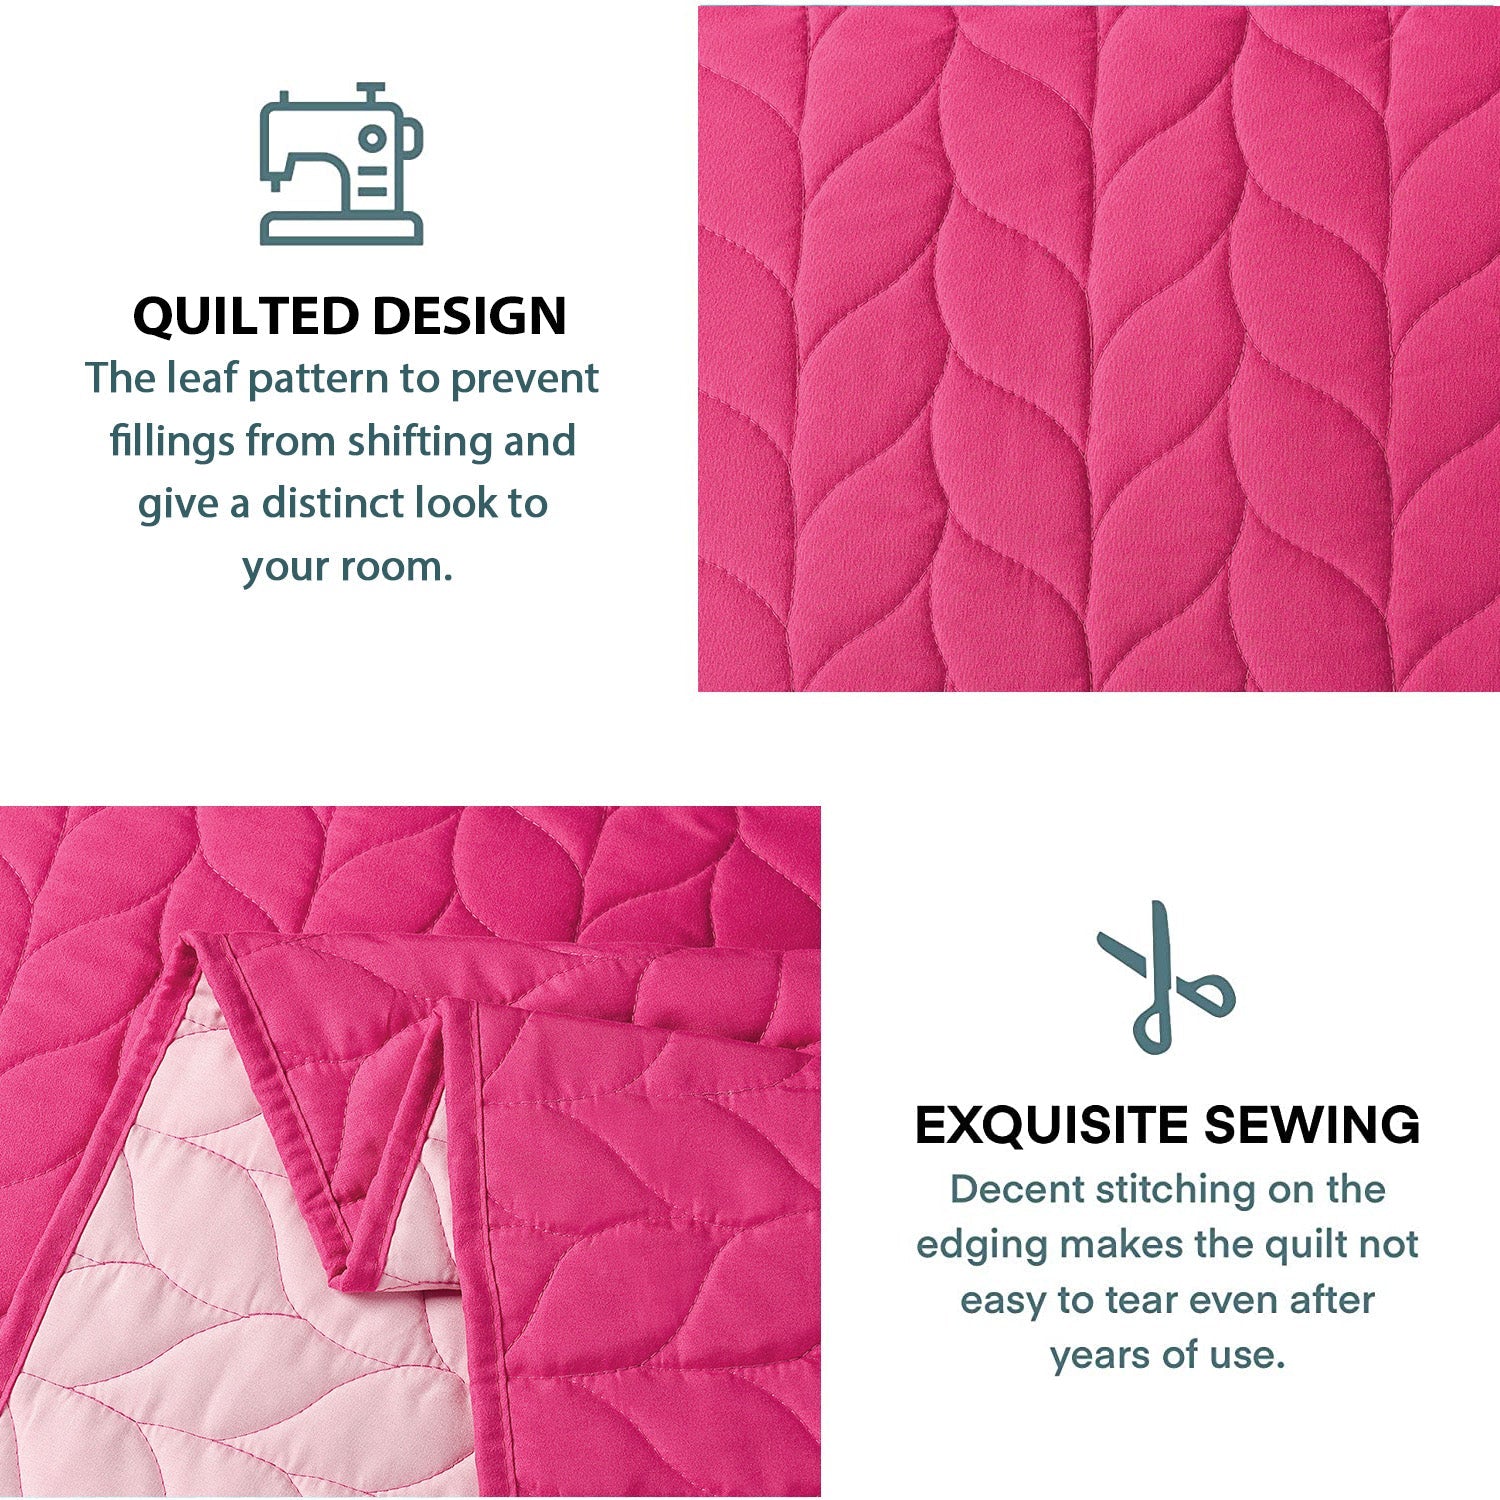 QUILTED DESIGN
The leaf pattern to prevent
fillings from shifting and
give a distinct look to
your room.
EXQUISITE SEWING
Decent stitching on the
edging makes the quilt not
easy to tear even after
years of use.